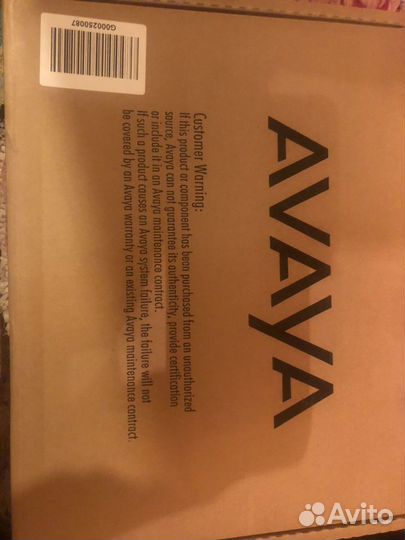 G000250087
AVAYA
Customer Warning:
If this product or component has been purchased from an unauthorized
source, Avaya can not guarantee its authenticity, provide certification
or include it in an Avaya maintenance contract.
If such a product causes an Avaya system failure, the failure will not
be covered by an Avaya warranty or an existing Avaya maintenance contract.
Avito